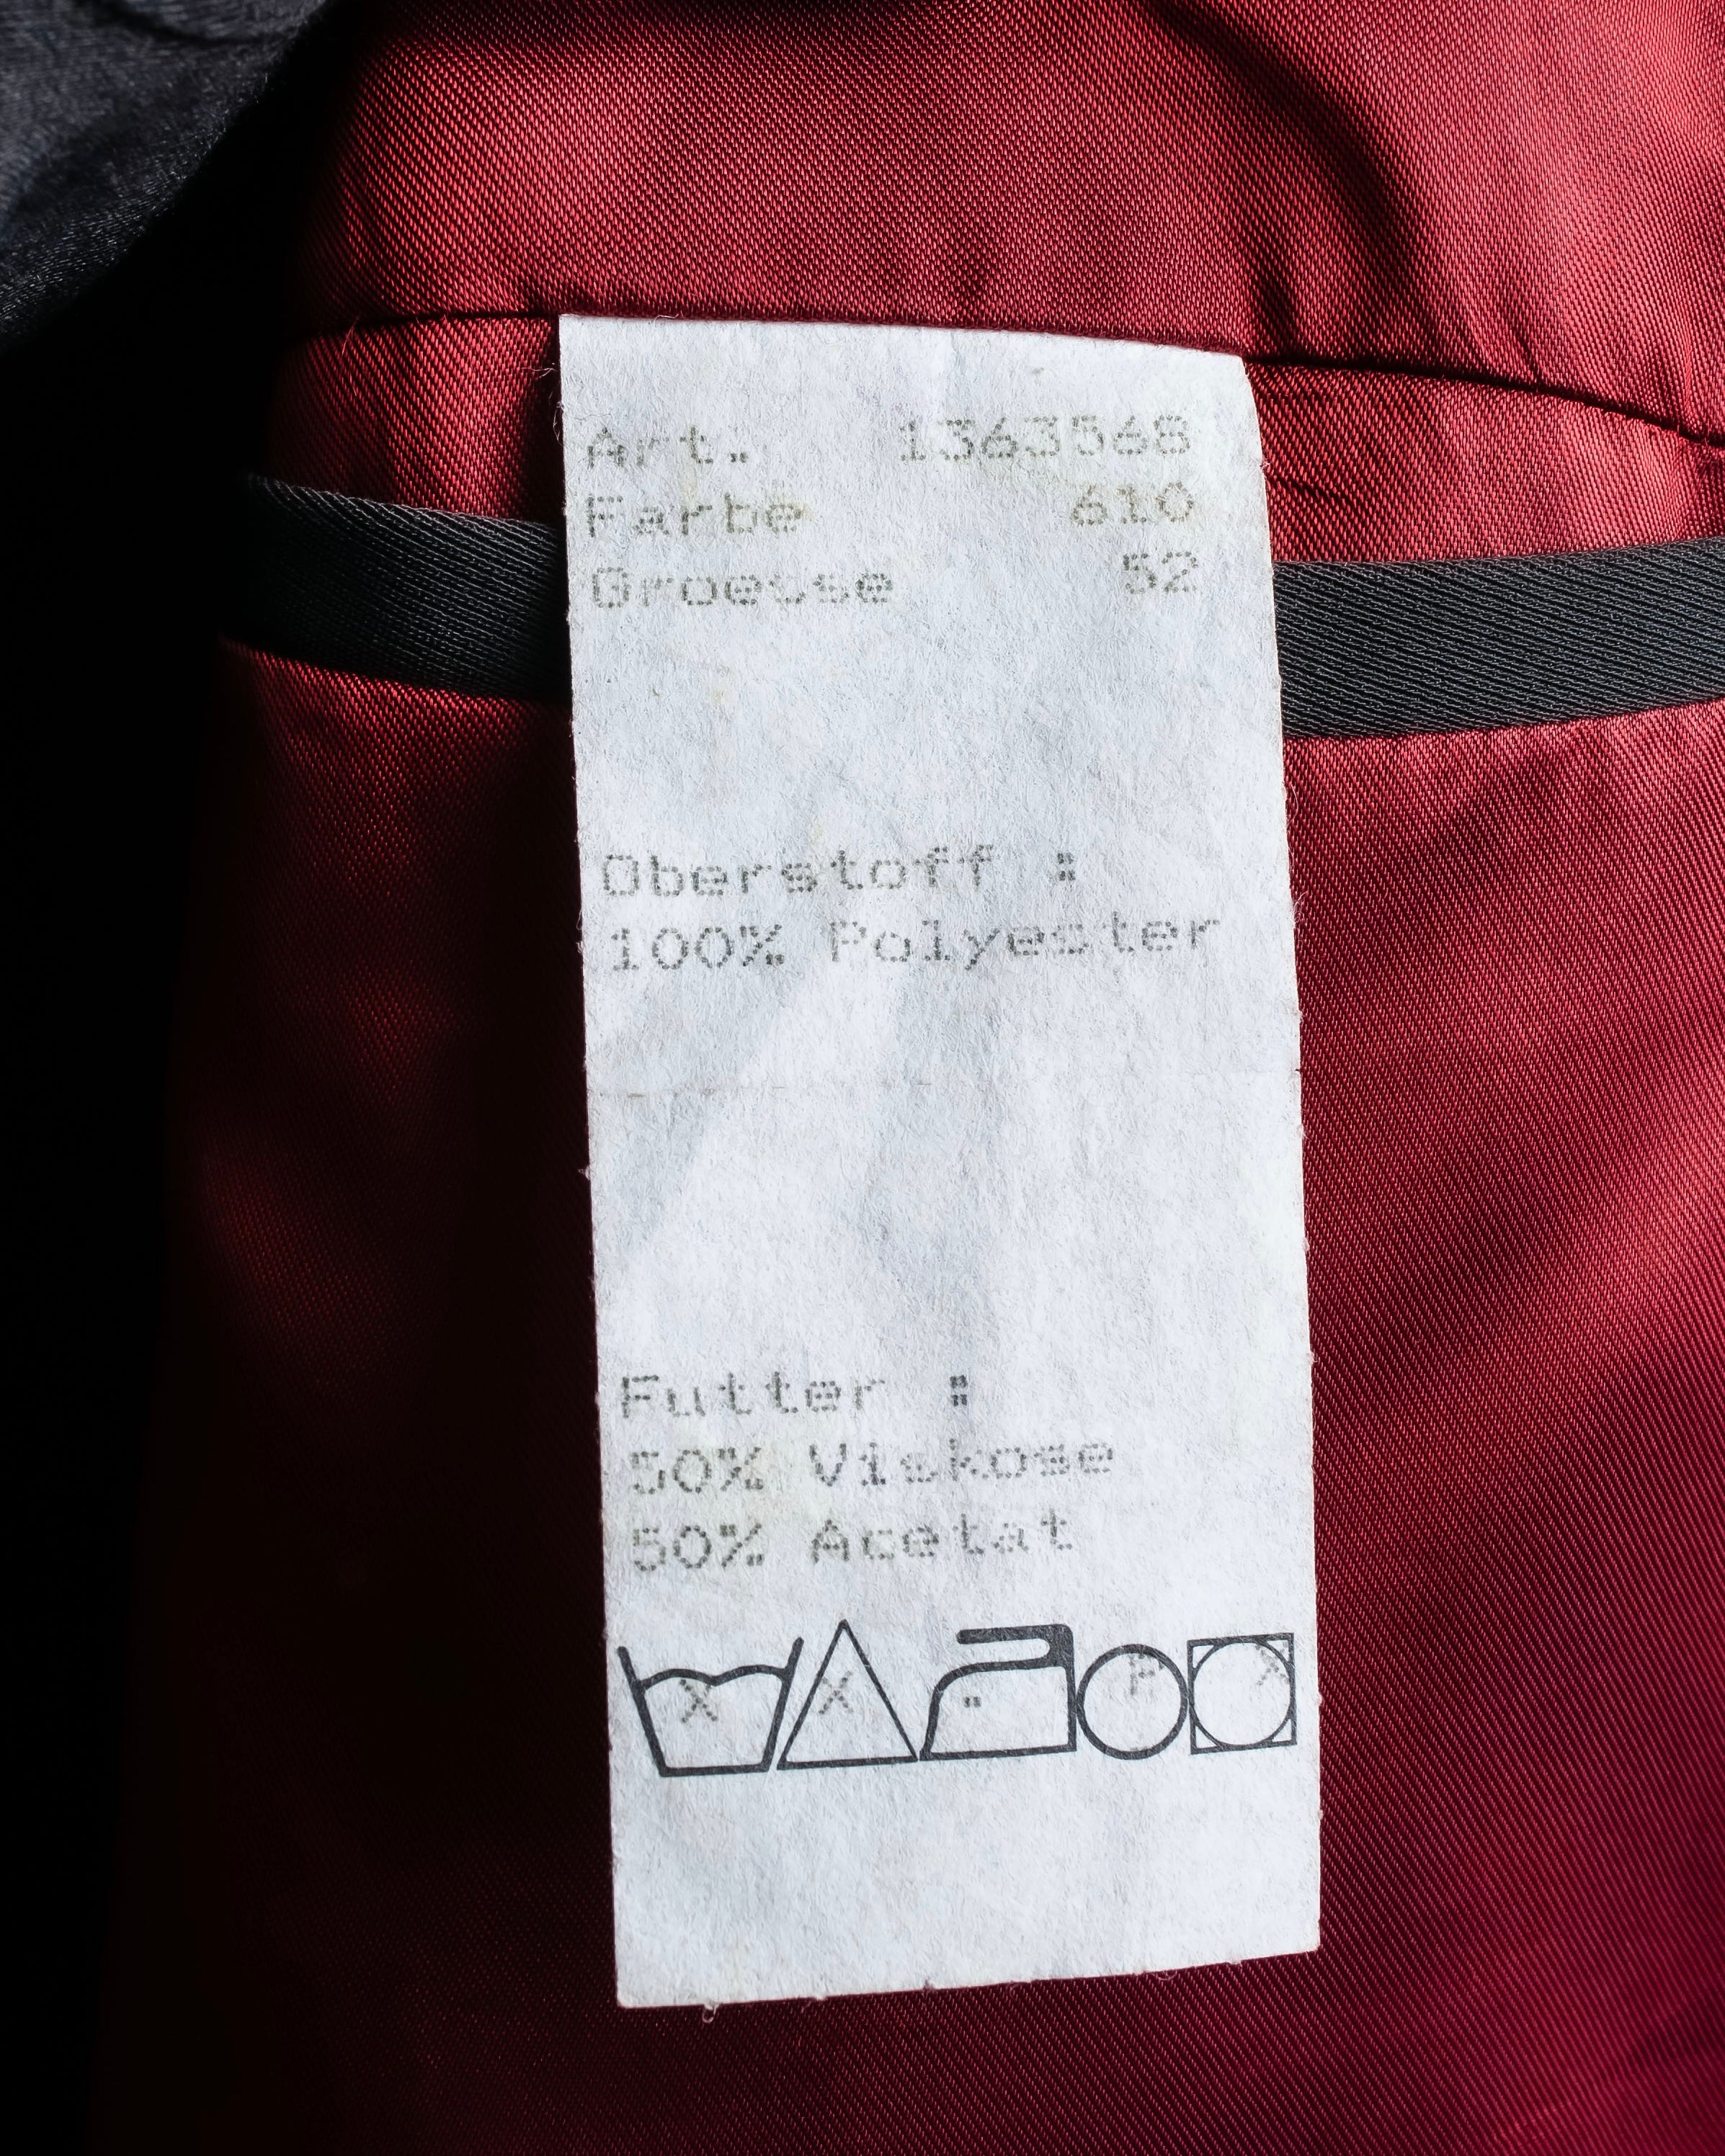 Art. 1363568
Farbe 610
Groesse 52
Oberstoff :
100% Polyester
Futter :
50% Viskose
50% Acetat
X X . P X